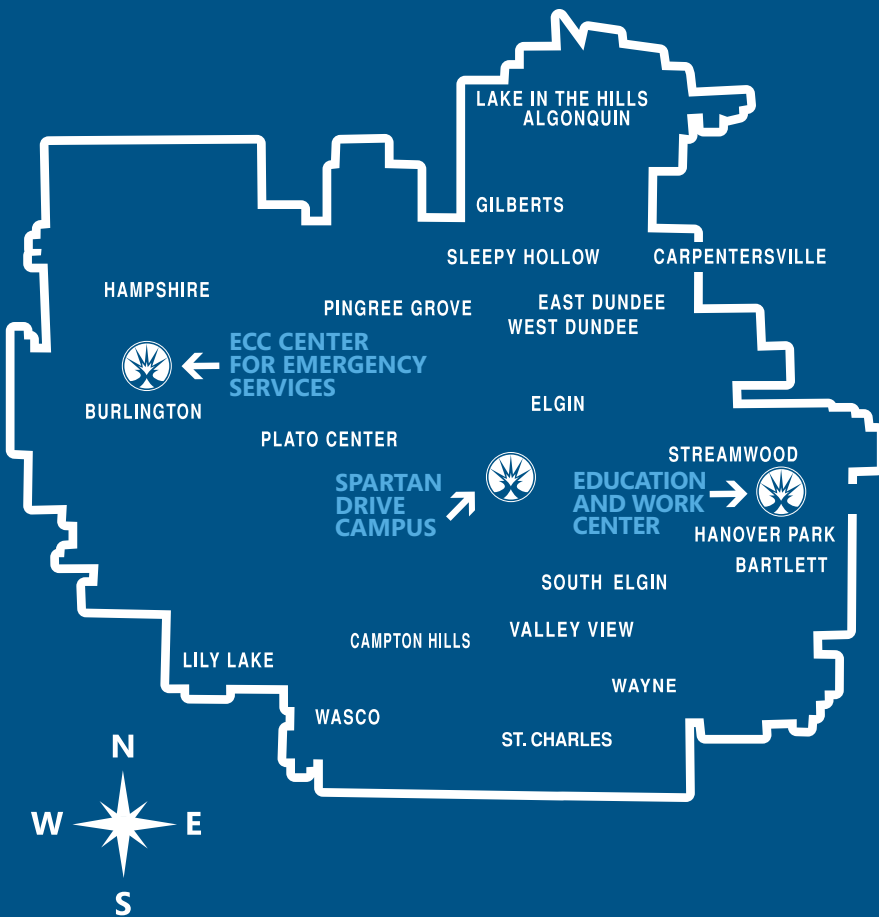 LAKE IN THE HILLS
ALGONQUIN
GILBERTS
SLEEPY HOLLOW
CARPENTERSVILLE
HAMPSHIRE
PINGREE GROVE
EAST DUNDEE
WEST DUNDEE
ECC CENTER
FOR EMERGENCY
SERVICES
BURLINGTON
ELGIN
PLATO CENTER
STREAMWOOD
SPARTAN
DRIVE
CAMPUS
EDUCATION
AND WORK
CENTER
HANOVER PARK
BARTLETT
SOUTH ELGIN
VALLEY VIEW
CAMPTON HILLS
LILY LAKE
WAYNE
WASCO
ST. CHARLES
N
W
E
S